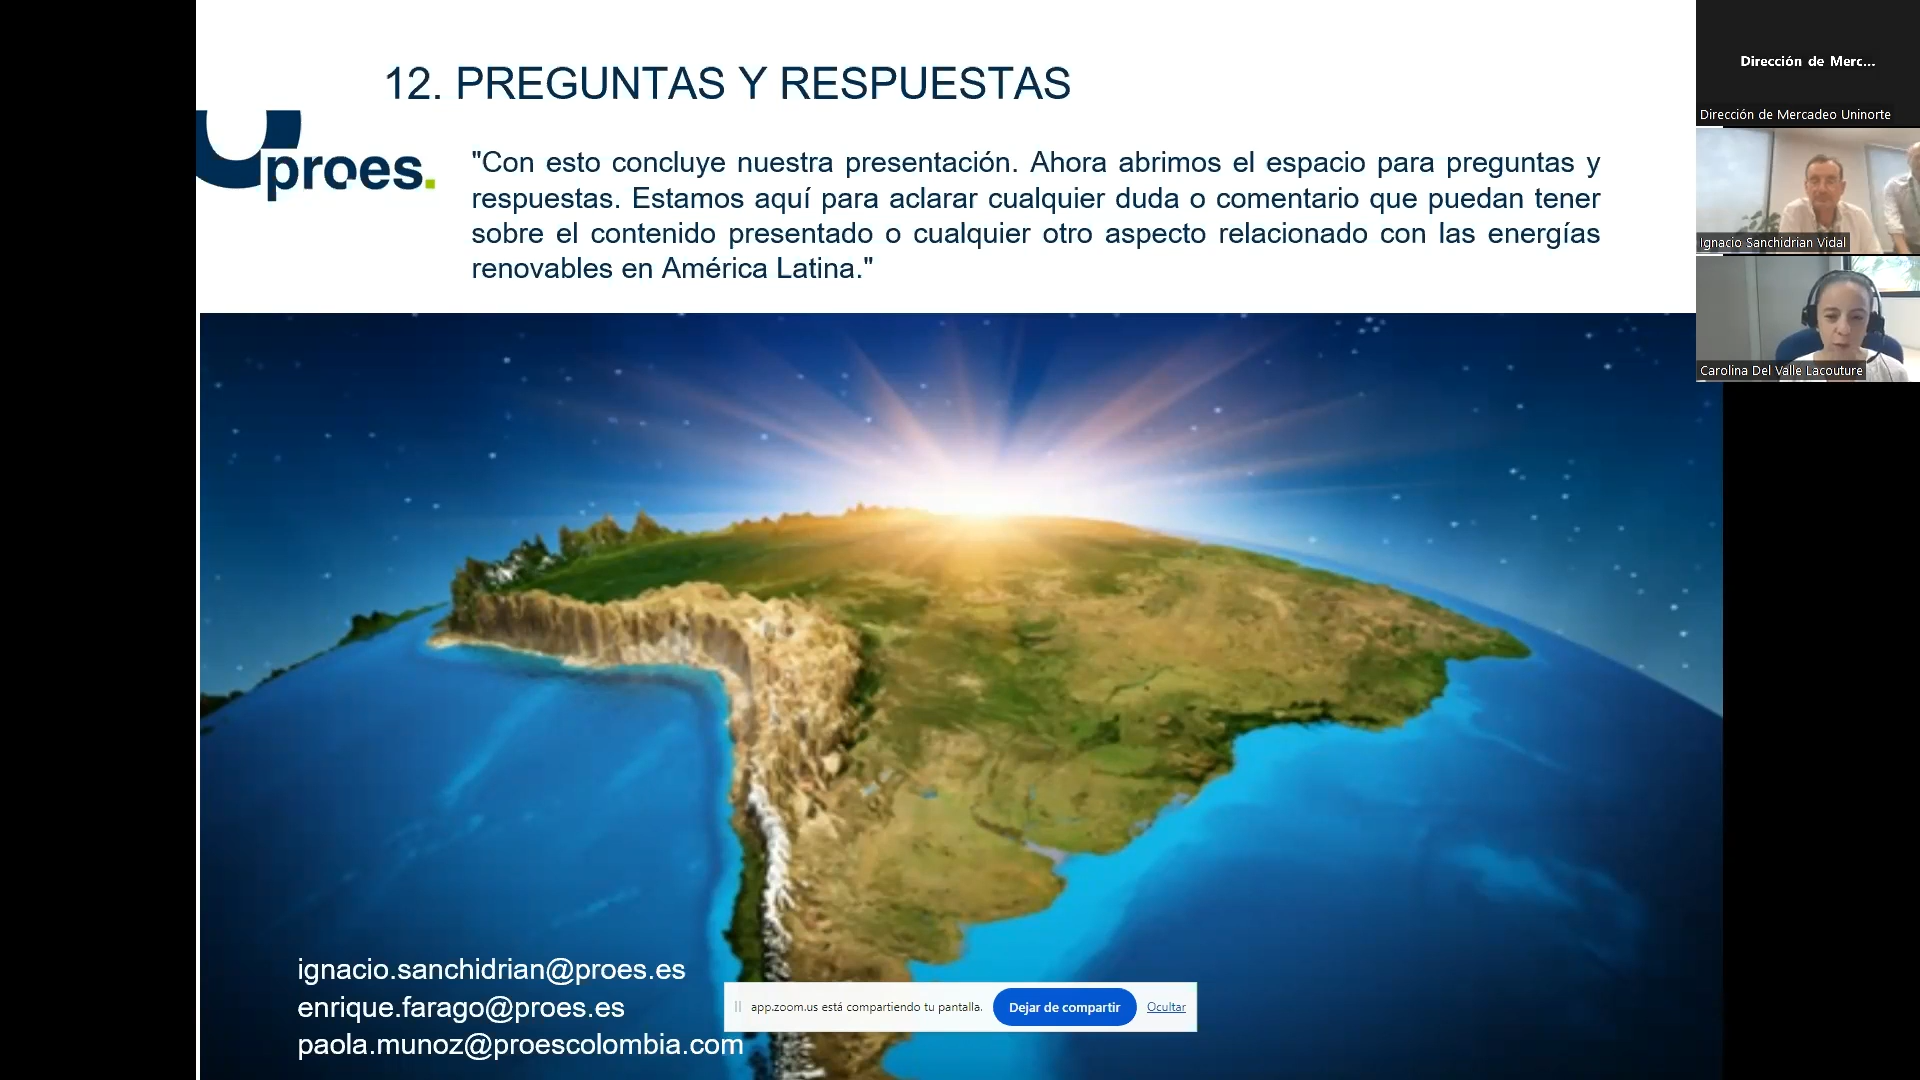 12. PREGUNTAS Y RESPUESTAS
proes.
"Con esto concluye nuestra presentación. Ahora abrimos el espacio para preguntas y
respuestas. Estamos aquí para aclarar cualquier duda o comentario que puedan tener
sobre el contenido presentado o cualquier otro aspecto relacionado con las energías
renovables en América Latina."
ignacio.sanchidrian@proes.es
enrique.farago@proes.es
paola.munoz@proescolombia.com
app.zoom.us está compartiendo tu pantalla.
Dejar de compartir
Ocultar
Dirección de Merc...
Dirección de Mercadeo Uninorte
Ignacio Sanchidrian Vidal
Carolina Del Valle Lacouture